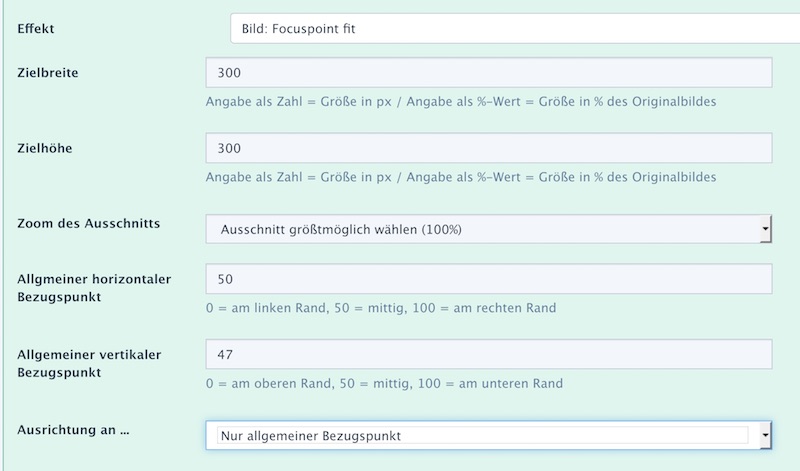 Effekt
Bild: Focuspoint fit
Zielbreite
300
Angabe als Zahl = Größe in px / Angabe als %-Wert = Größe in % des Originalbildes
Zielhöhe
300
Angabe als Zahl = Größe in px / Angabe als %-Wert = Größe in % des Originalbildes
Zoom des Ausschnitts
Ausschnitt größtmöglich wählen (100%)
Allgmeiner horizontaler
Bezugspunkt
50
0 = am linken Rand, 50 = mittig, 100 = am rechten Rand
Allgemeiner vertikaler
Bezugspunkt
47
0 = am oberen Rand, 50 = mittig, 100 = am unteren Rand
Ausrichtung an ...
Nur allgemeiner Bezugspunkt